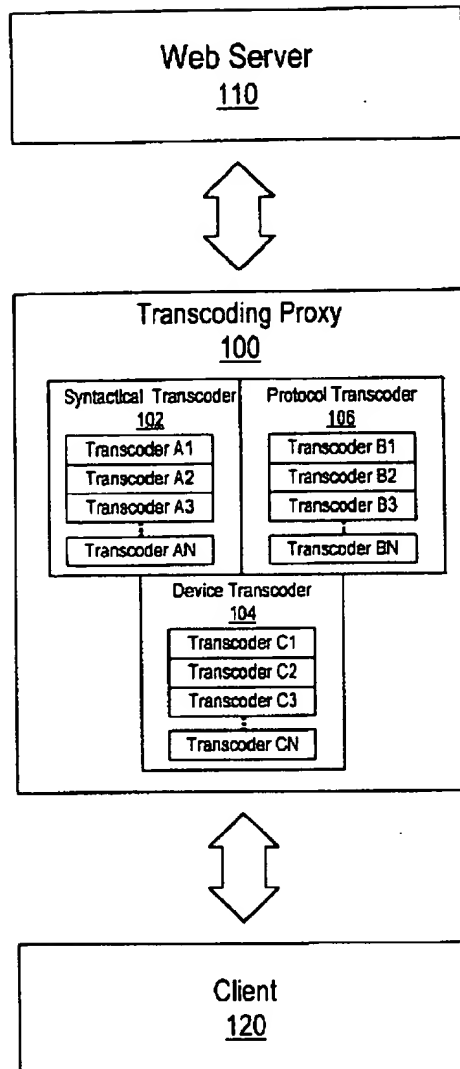 Web Server
110
Transcoding Proxy
100
Syntactical Transcoder
102
Transcoder A1
Transcoder A2
Transcoder A3
Transcoder AN
Protocol Transcoder
106
Transcoder B1
Transcoder B2
Transcoder B3
Transcoder BN
Device Transcoder
104
Transcoder C1
Transcoder C2
Transcoder C3
Transcoder CN
Client
120